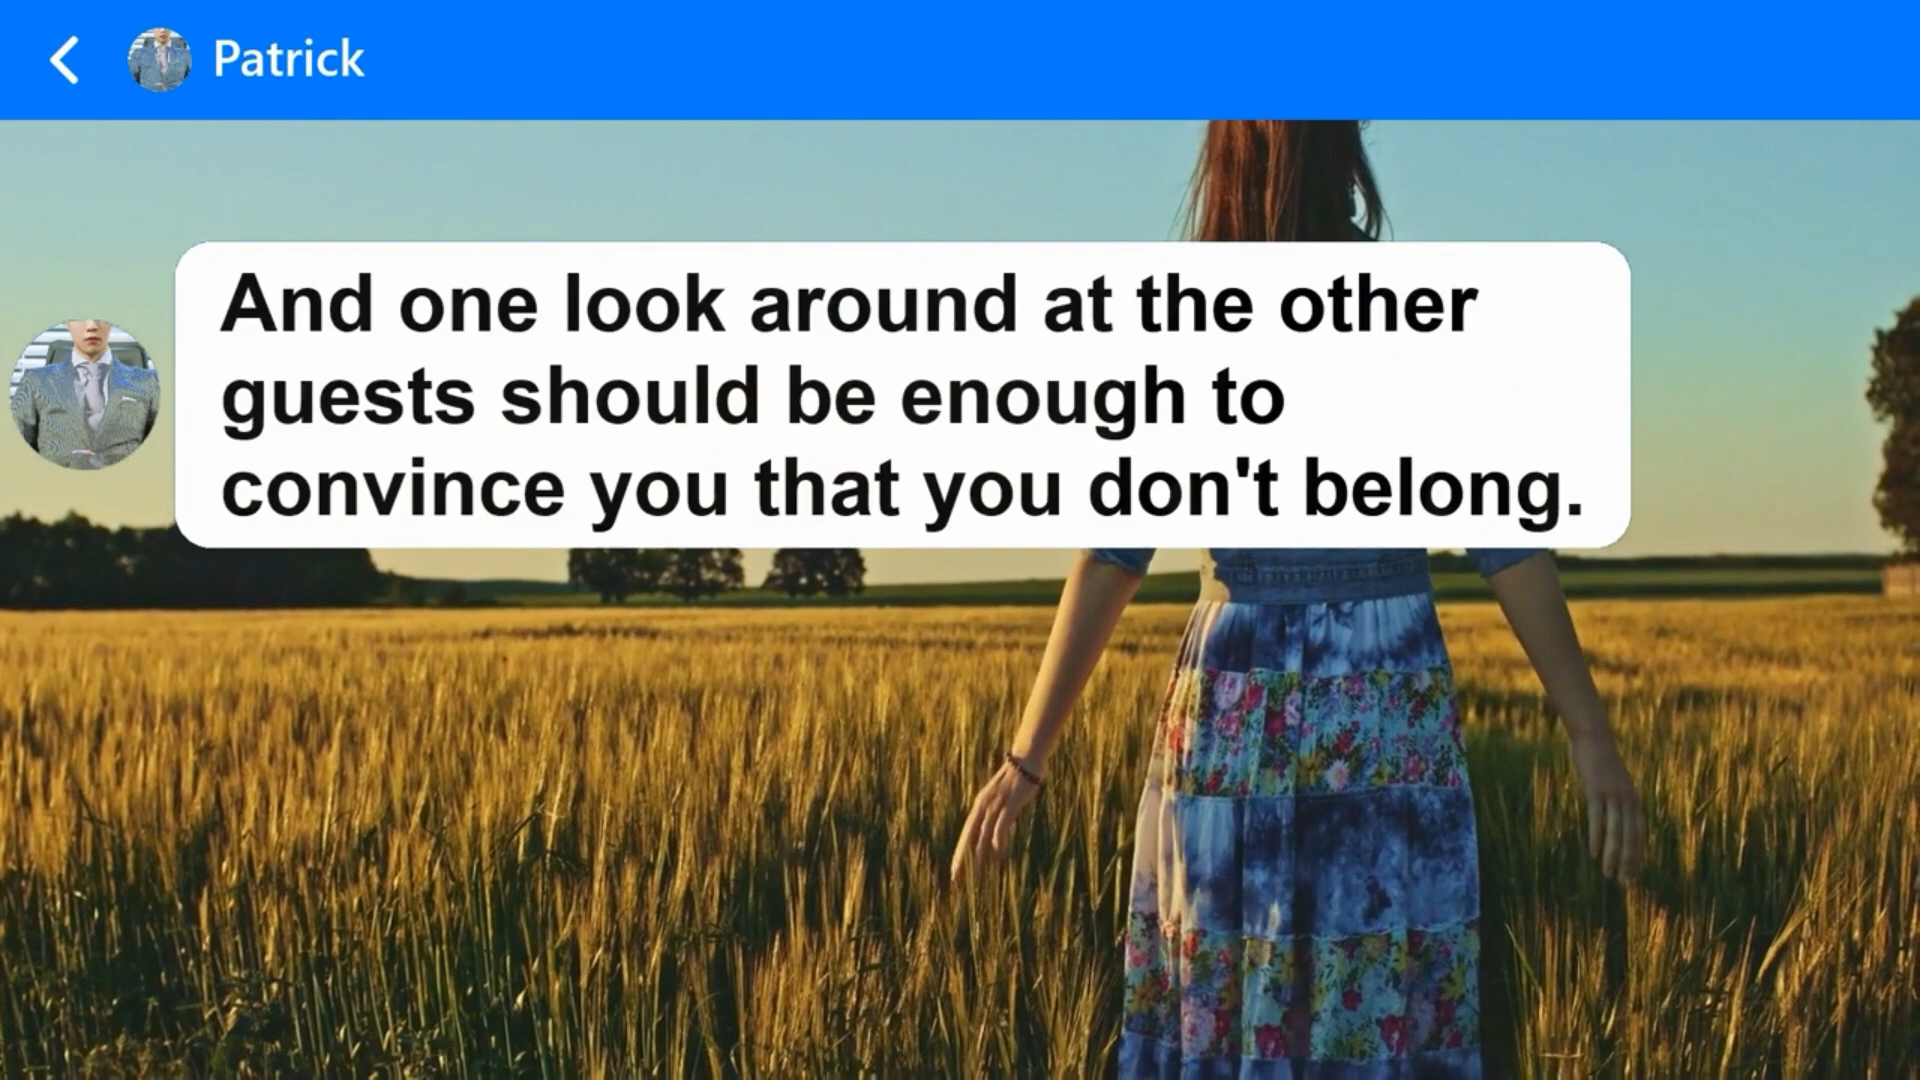 Patrick
And one look around at the other
guests should be enough to
convince you that you don't belong.